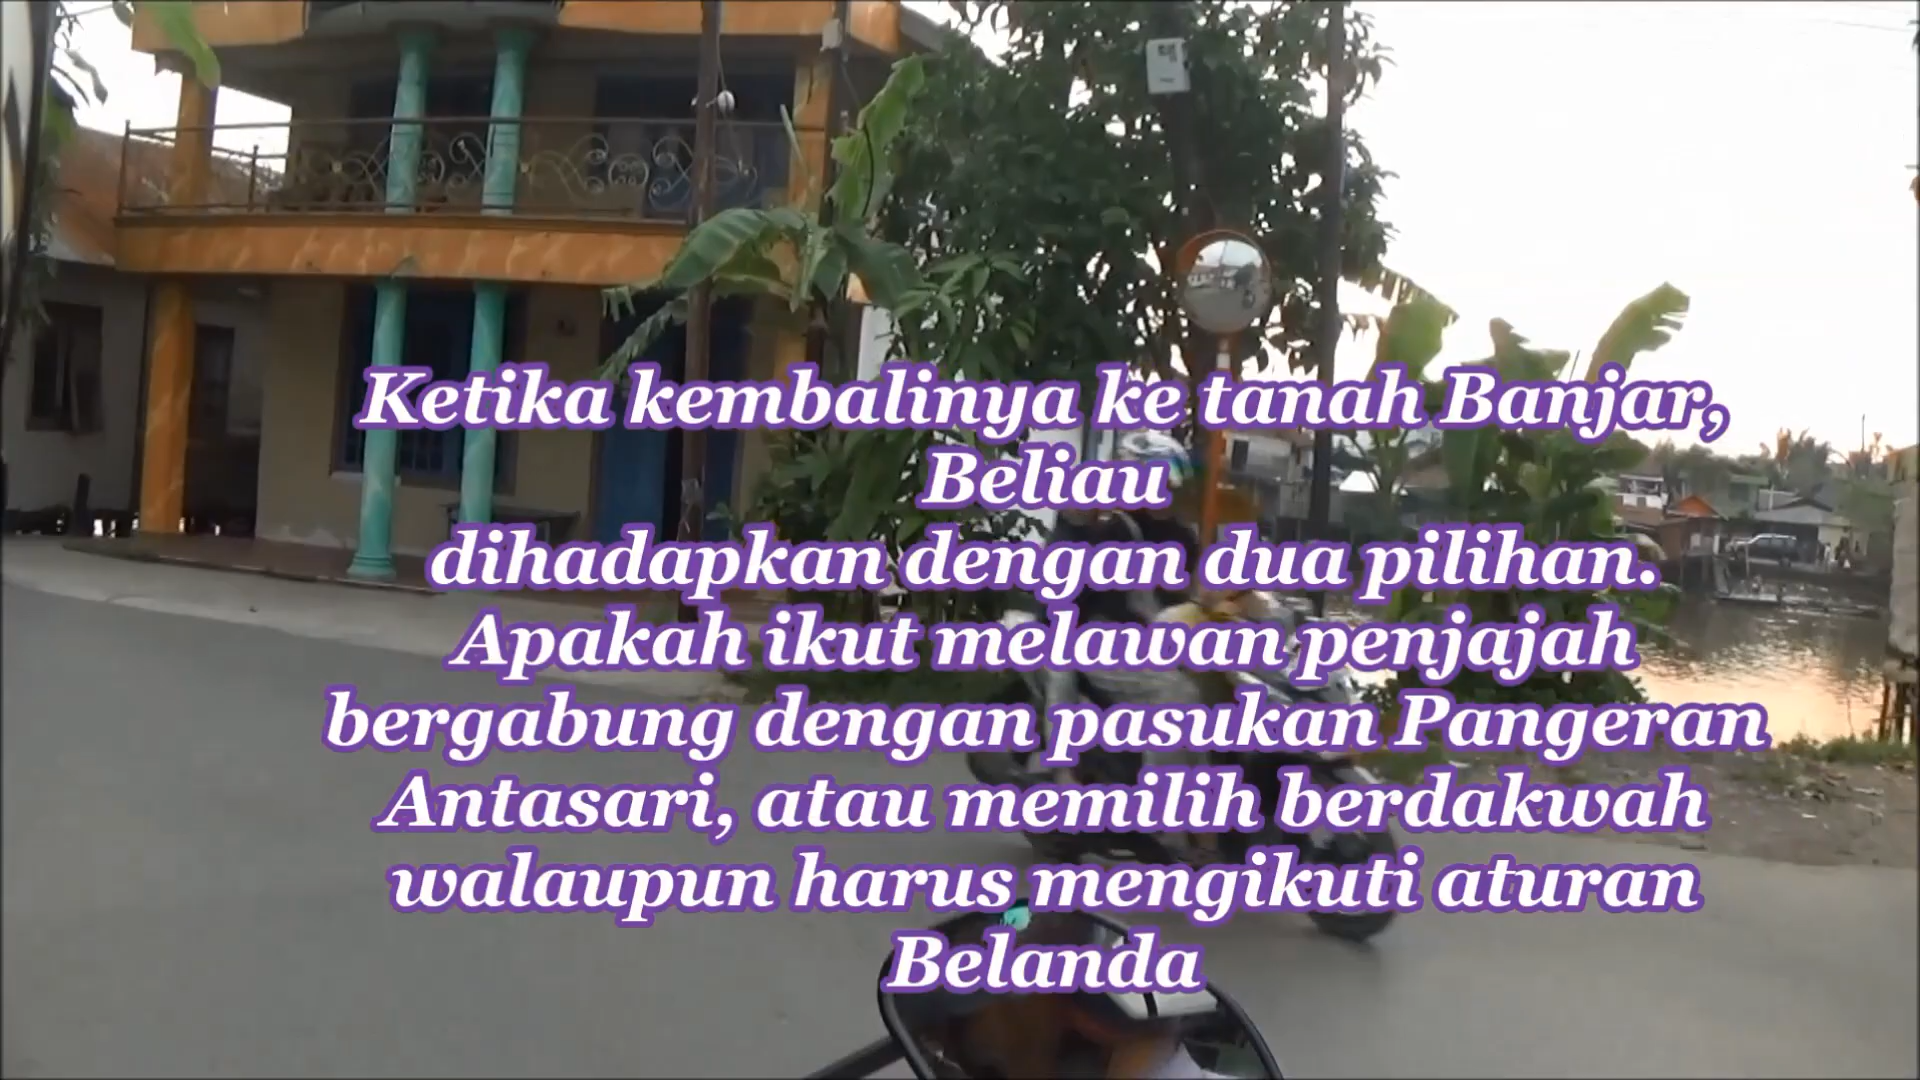 Ketika kembalinya ke tanah Banjar,
Beliau
dihadapkan dengan dua pilihan.
Apakah ikut melawan penjajah
bergabung dengan pasukan Pangeran
Antasari, atau memilih berdakwah
walaupun harus mengikuti aturan
Belanda